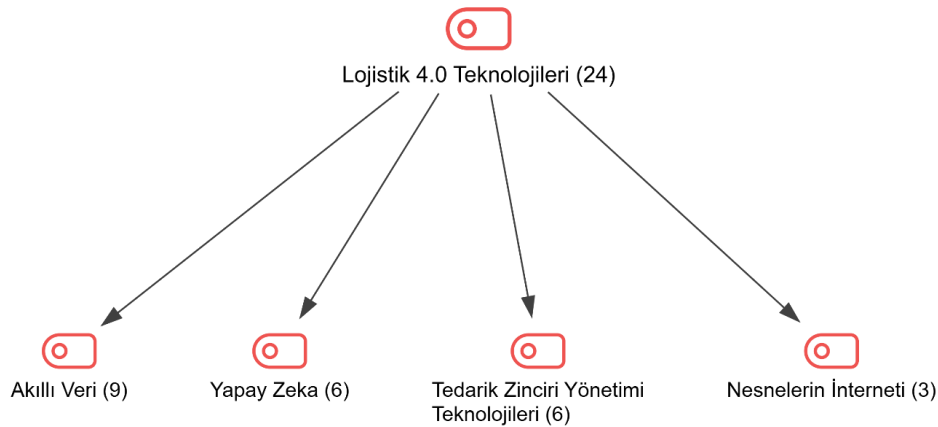 Lojistik 4.0 Teknolojileri (24)
Akıllı Veri (9)
Yapay Zeka (6)
Tedarik Zinciri Yönetimi
Teknolojileri (6)
Nesnelerin İnterneti (3)